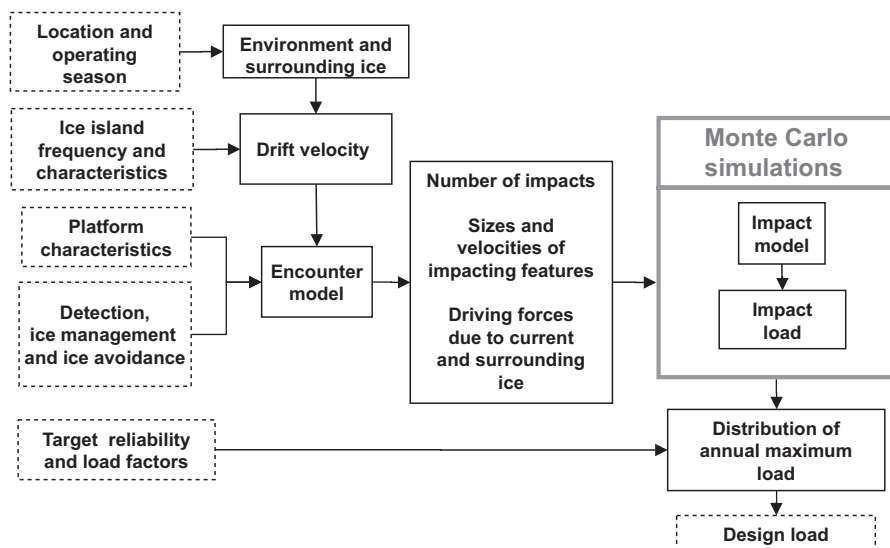 Location and
operating
season
Environment and
surrounding ice
Ice island
frequency and
characteristics
Drift velocity
Platform
characteristics
Detection,
ice management
and ice avoidance
Encounter
model
Number of impacts
Sizes and
velocities of
impacting features
Driving forces
due to current
and surrounding
ice
Monte Carlo
simulations
Impact
model
Impact
load
Target reliability
and load factors
Distribution of
annual maximum
load
Design load